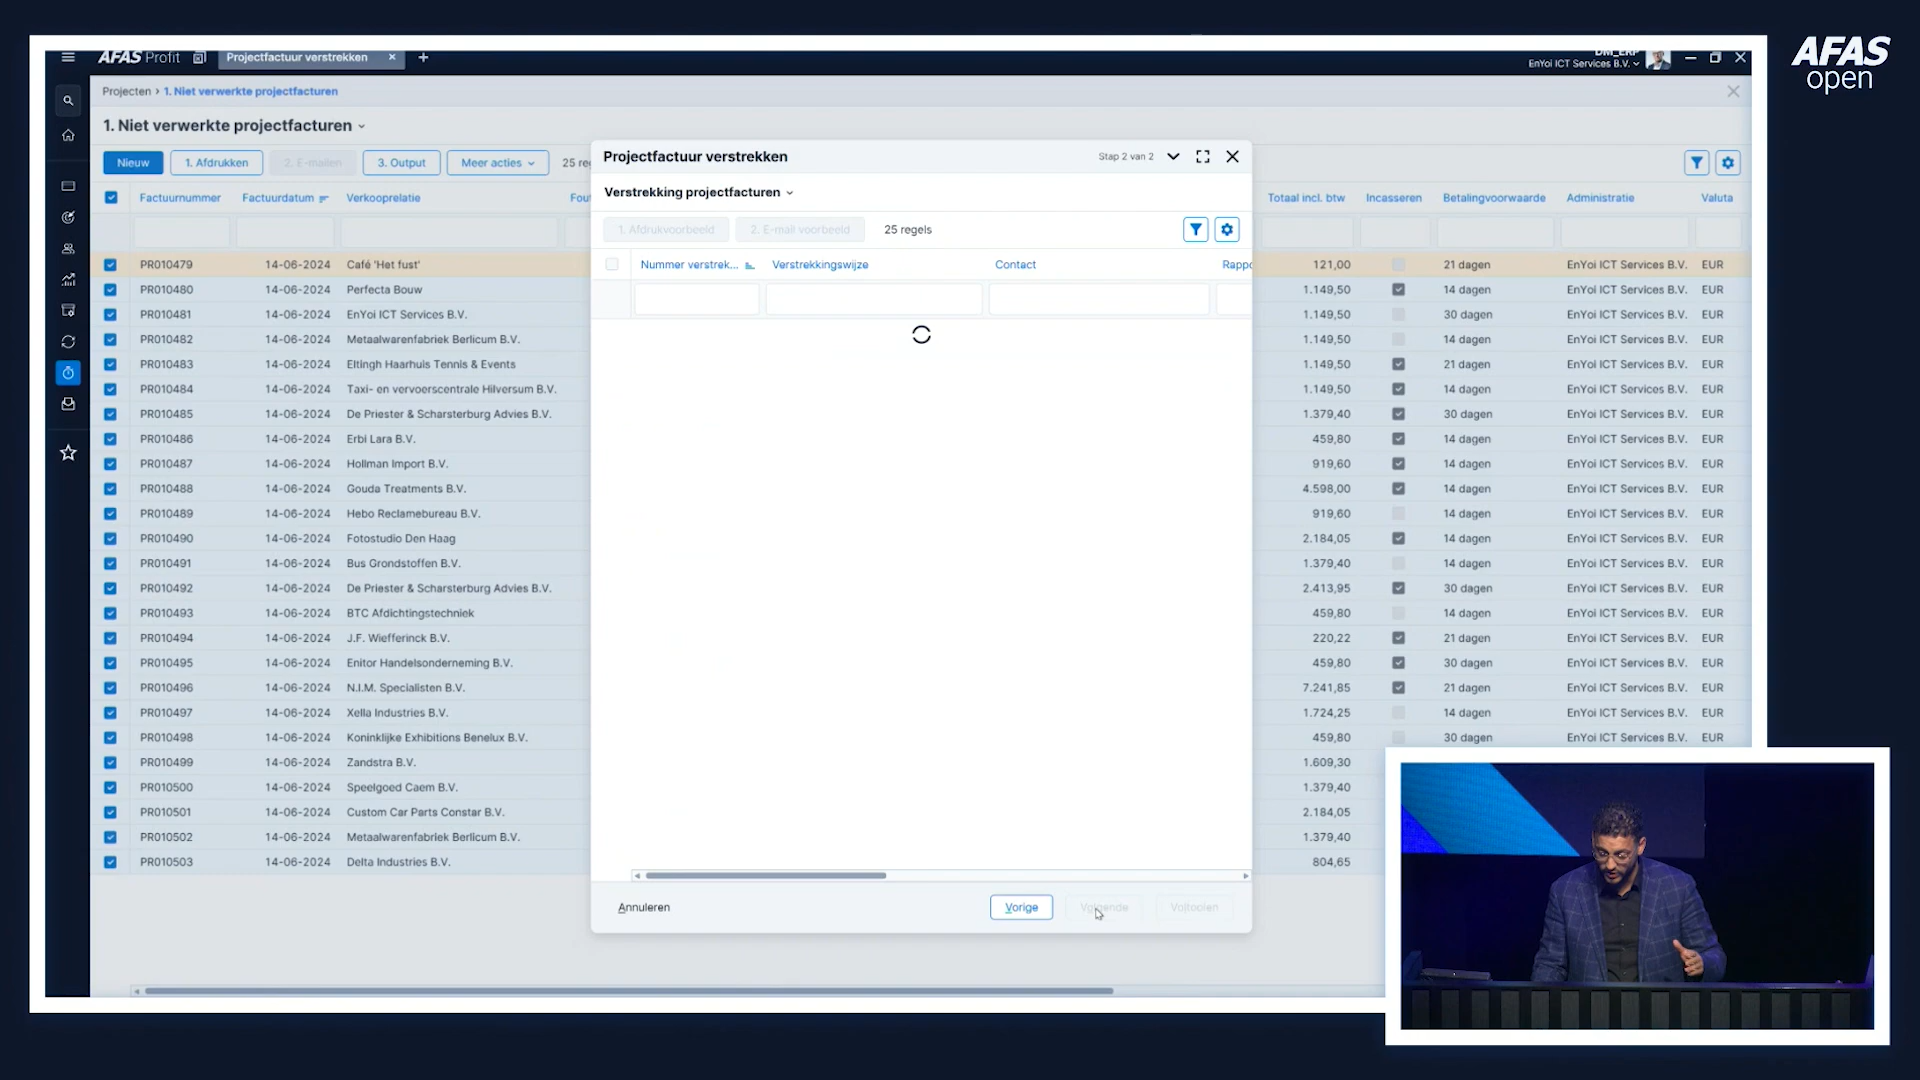 AFAS open
AFAS Profit
Projectfactuur verstrekken
EnYoi ICT Services B.V.
Projecten > 1. Niet verwerkte projectfacturen
1. Niet verwerkte projectfacturen
Nieuw 1. Afdrukken 2. E-mailen 3. Output Meer acties
Factuurnummer Factuurdatum Verkooprelatie Totaal incl. btw Incasseren Betalingvoorwaarde Administratie Valuta
PR010479 14-06-2024 Café 'Het fust' 121,00 21 dagen EnYoi ICT Services B.V. EUR
PR010480 14-06-2024 Perfecta Bouw 1.149,50 14 dagen EnYoi ICT Services B.V. EUR
PR010481 14-06-2024 EnYoi ICT Services B.V. 1.149,50 30 dagen EnYoi ICT Services B.V. EUR
PR010482 14-06-2024 Metaalwarenfabriek Berlicum B.V. 1.149,50 14 dagen EnYoi ICT Services B.V. EUR
PR010483 14-06-2024 Eltingh Haarhuis Tennis & Events 1.149,50 21 dagen EnYoi ICT Services B.V. EUR
PR010484 14-06-2024 Taxi- en vervoerscentrale Hilversum B.V. 1.149,50 14 dagen EnYoi ICT Services B.V. EUR
PR010485 14-06-2024 De Priester & Scharsterburg Advies B.V. 1.379,40 30 dagen EnYoi ICT Services B.V. EUR
PR010486 14-06-2024 Erbi Lara B.V. 459,80 14 dagen EnYoi ICT Services B.V. EUR
PR010487 14-06-2024 Hollman Import B.V. 919,60 14 dagen EnYoi ICT Services B.V. EUR
PR010488 14-06-2024 Gouda Treatments B.V. 4.598,00 14 dagen EnYoi ICT Services B.V. EUR
PR010489 14-06-2024 Hebo Reclamebureau B.V. 919,60 14 dagen EnYoi ICT Services B.V. EUR
PR010490 14-06-2024 Fotostudio Den Haag 2.184,05 14 dagen EnYoi ICT Services B.V. EUR
PR010491 14-06-2024 Bus Grondstoffen B.V. 1.379,40 14 dagen EnYoi ICT Services B.V. EUR
PR010492 14-06-2024 De Priester & Scharsterburg Advies B.V. 2.413,95 30 dagen EnYoi ICT Services B.V. EUR
PR010493 14-06-2024 BTC Afdichtingstechniek 459,80 14 dagen EnYoi ICT Services B.V. EUR
PR010494 14-06-2024 J.F. Wiefferinck B.V. 220,22 21 dagen EnYoi ICT Services B.V. EUR
PR010495 14-06-2024 Enitor Handelsonderneming B.V. 459,80 30 dagen EnYoi ICT Services B.V. EUR
PR010496 14-06-2024 N.I.M. Specialisten B.V. 7.241,85 21 dagen EnYoi ICT Services B.V. EUR
PR010497 14-06-2024 Xella Industries B.V. 1.724,25 14 dagen EnYoi ICT Services B.V. EUR
PR010498 14-06-2024 Koninklijke Exhibitions Benelux B.V. 459,80 30 dagen EnYoi ICT Services B.V. EUR
PR010499 14-06-2024 Zandstra B.V. 1.609,30
PR010500 14-06-2024 Speelgoed Caem B.V. 1.379,40
PR010501 14-06-2024 Custom Car Parts Constar B.V. 2.184,05
PR010502 14-06-2024 Metaalwarenfabriek Berlicum B.V. 1.379,40
PR010503 14-06-2024 Delta Industries B.V. 804,65
Projectfactuur verstrekken Stap 2 van 2
Verstrekking projectfacturen
1. Afdrukvoorbeeld 2. E-mail voorbeeld 25 regels
Nummer verstrek... Verstrekkingswijze Contact
Annuleren Vorige Volgende Voltooien